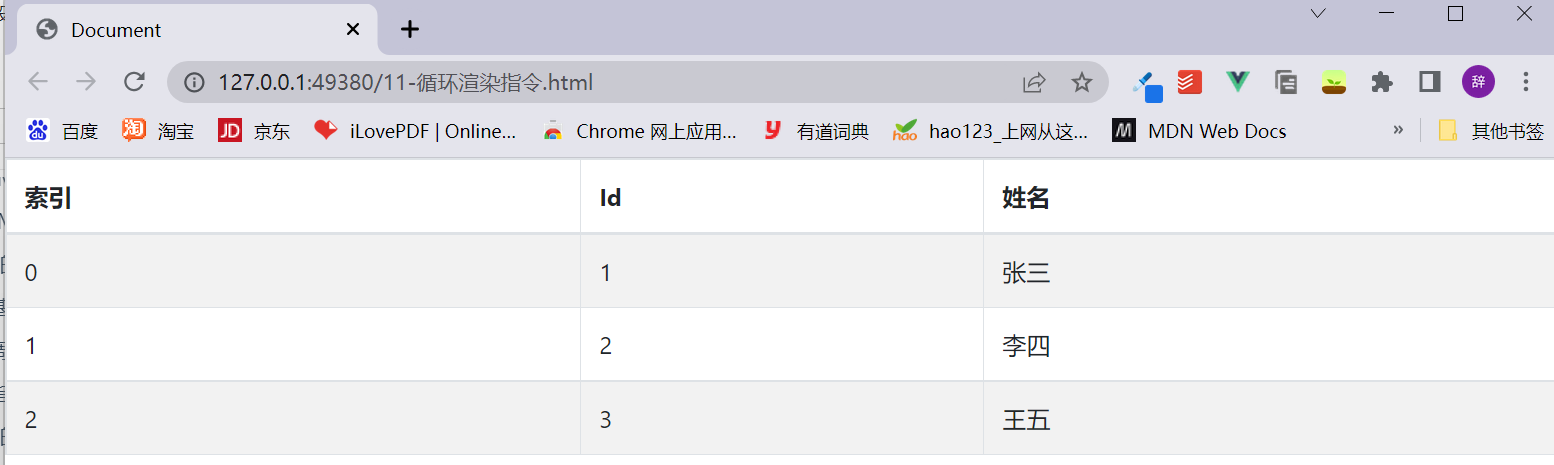 Document
127.0.0.1:49380/11-循环渲染指令.html
辞
百度 淘宝 JD 京东 iLovePDF | Online... Chrome 网上应用... 有道词典 hao hao123_上网从这... M MDN Web Docs » 其他书签
索引 Id 姓名
0 1 张三
1 2 李四
2 3 王五